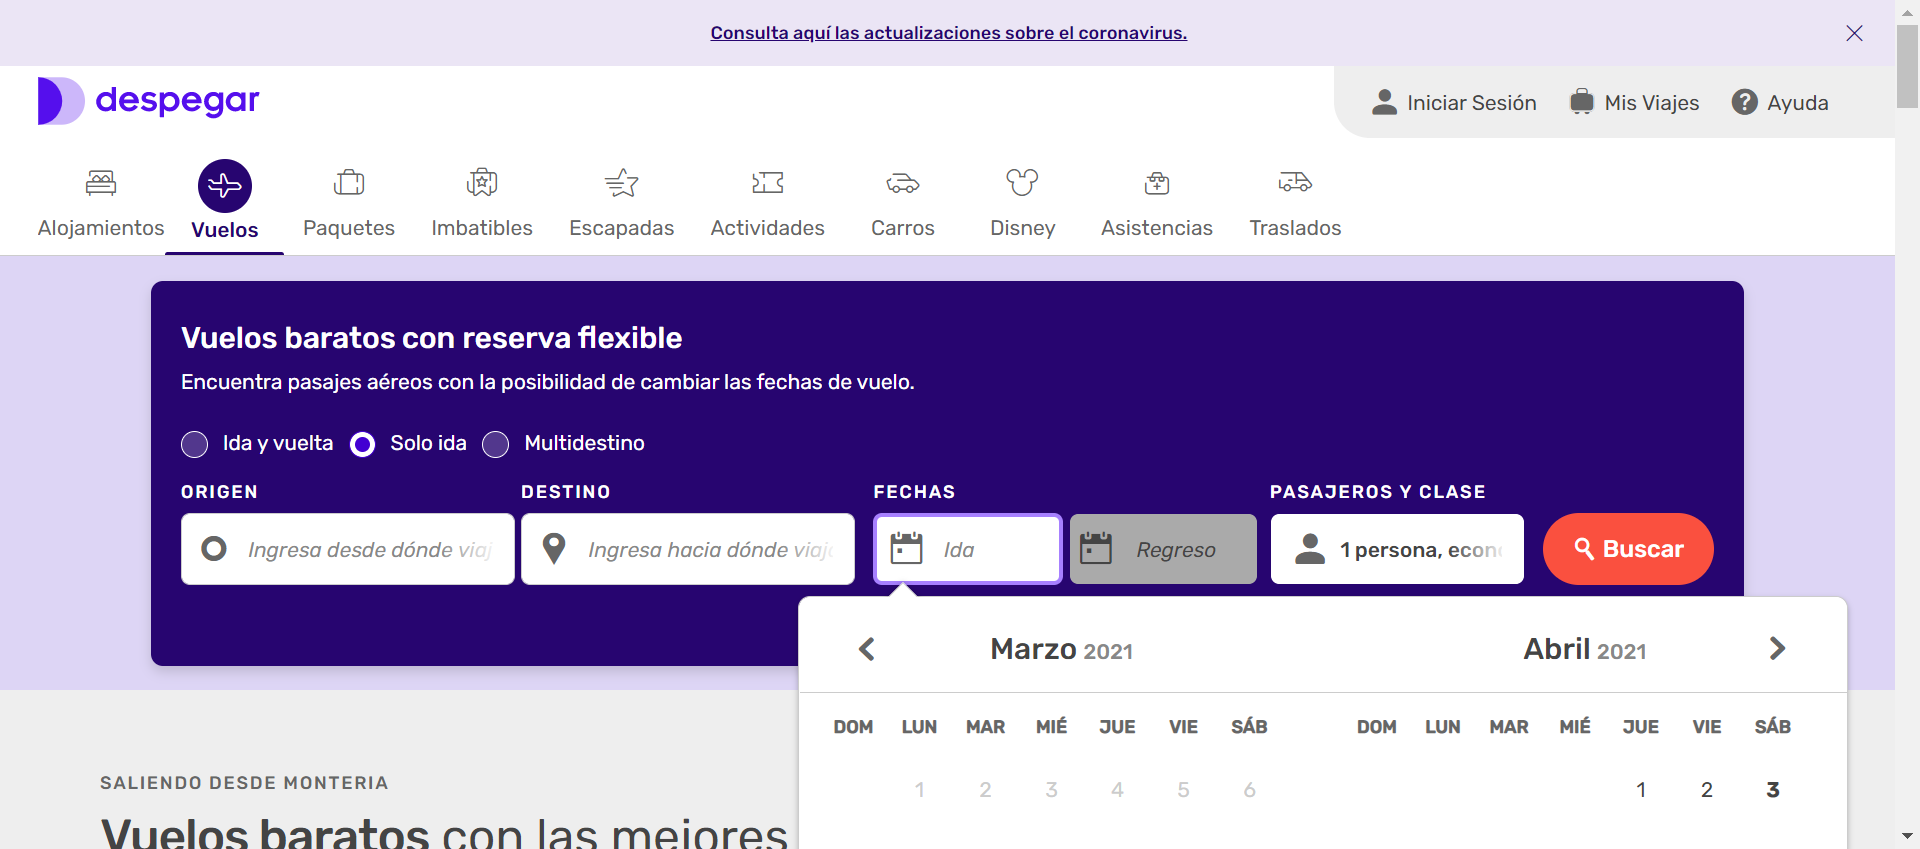 Consulta aquí las actualizaciones sobre el coronavirus.
despegar
Iniciar Sesión
Mis Viajes
? Ayuda
Alojamientos
Vuelos
Paquetes
Imbatibles
Escapadas
Actividades
Carros
Disney
Asistencias
Traslados
Vuelos baratos con reserva flexible
Encuentra pasajes aéreos con la posibilidad de cambiar las fechas de vuelo.
Ida y vuelta
Solo ida
Multidestino
ORIGEN
DESTINO
FECHAS
PASAJEROS Y CLASE
Ingresa desde dónde viaj
Ingresa hacia dónde viaj
Ida
Regreso
1 persona, econ
Buscar
Marzo 2021
Abril 2021
DOM LUN MAR MIÉ JUE VIE SÁB
DOM LUN MAR MIÉ JUE VIE SÁB
1 2 3 4 5 6
1 2 3
SALIENDO DESDE MONTERIA
Vuelos baratos con las mejores